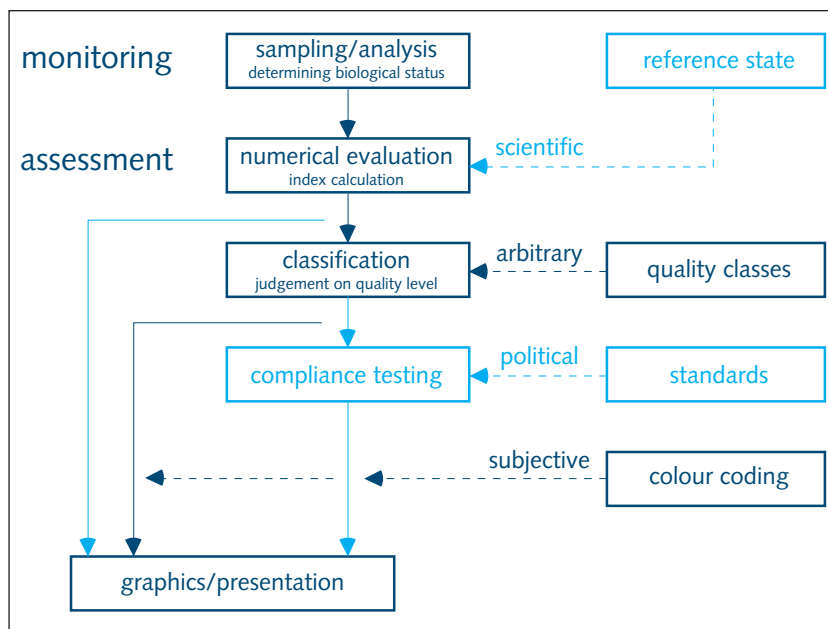 monitoring
sampling/analysis
determining biological status
reference state
assessment
numerical evaluation
index calculation
scientific
classification
judgement on quality level
arbitrary
quality classes
compliance testing
political
standards
subjective
colour coding
graphics/presentation